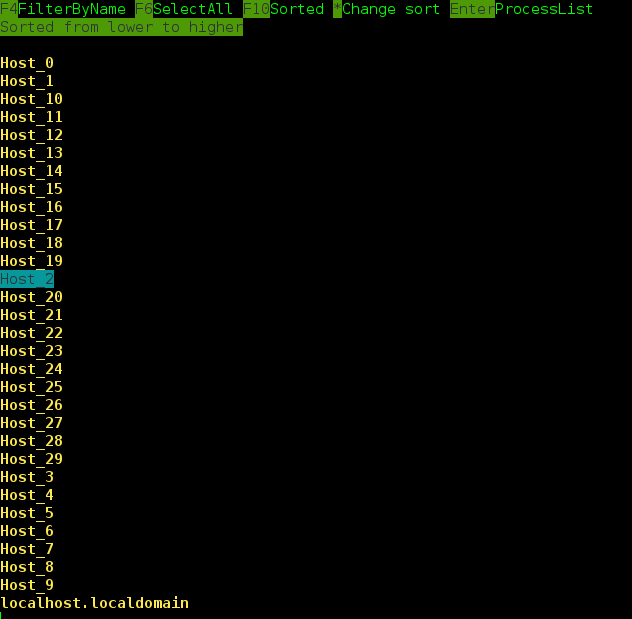 F4FilterByName F6SelectAll F10Sorted *Change sort EnterProcessList
Sorted from lower to higher
Host_0
Host_1
Host_10
Host_11
Host_12
Host_13
Host_14
Host_15
Host_16
Host_17
Host_18
Host_19
Host_2
Host_20
Host_21
Host_22
Host_23
Host_24
Host_25
Host_26
Host_27
Host_28
Host_29
Host_3
Host_4
Host_5
Host_6
Host_7
Host_8
Host_9
localhost.localdomain